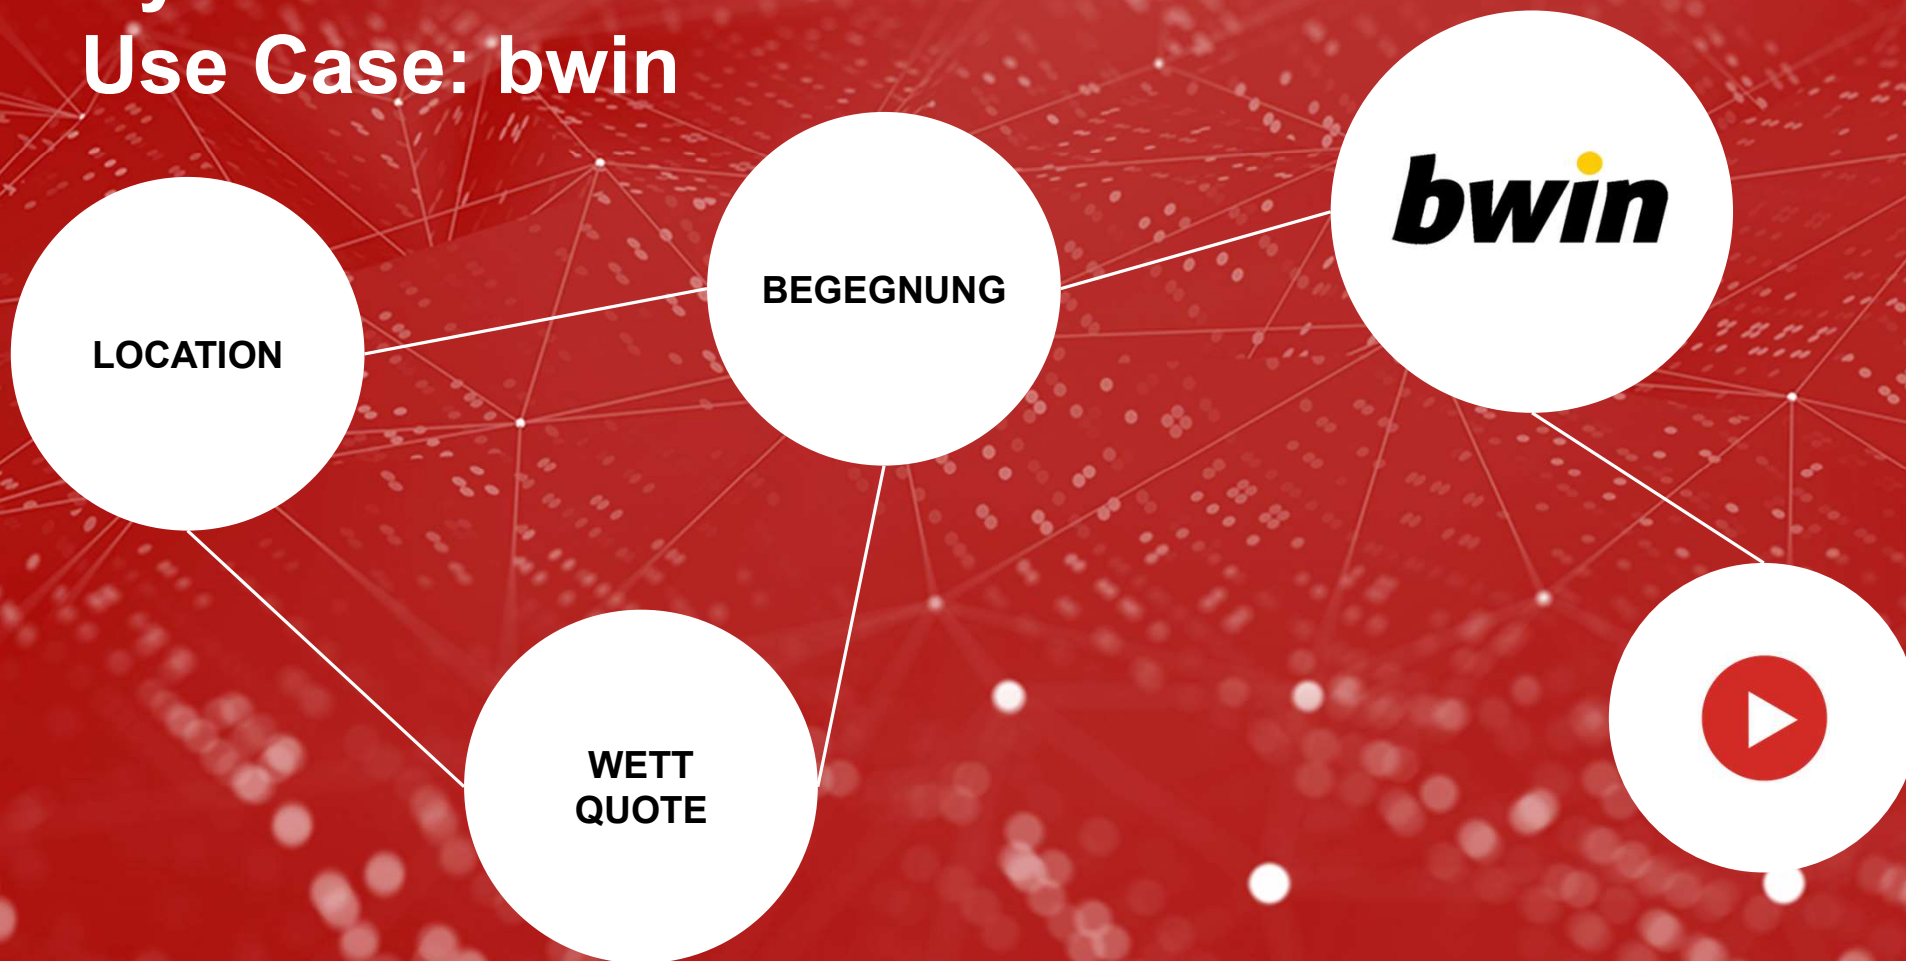 Use Case: bwin
bwin
BEGEGNUNG
LOCATION
WETT
QUOTE